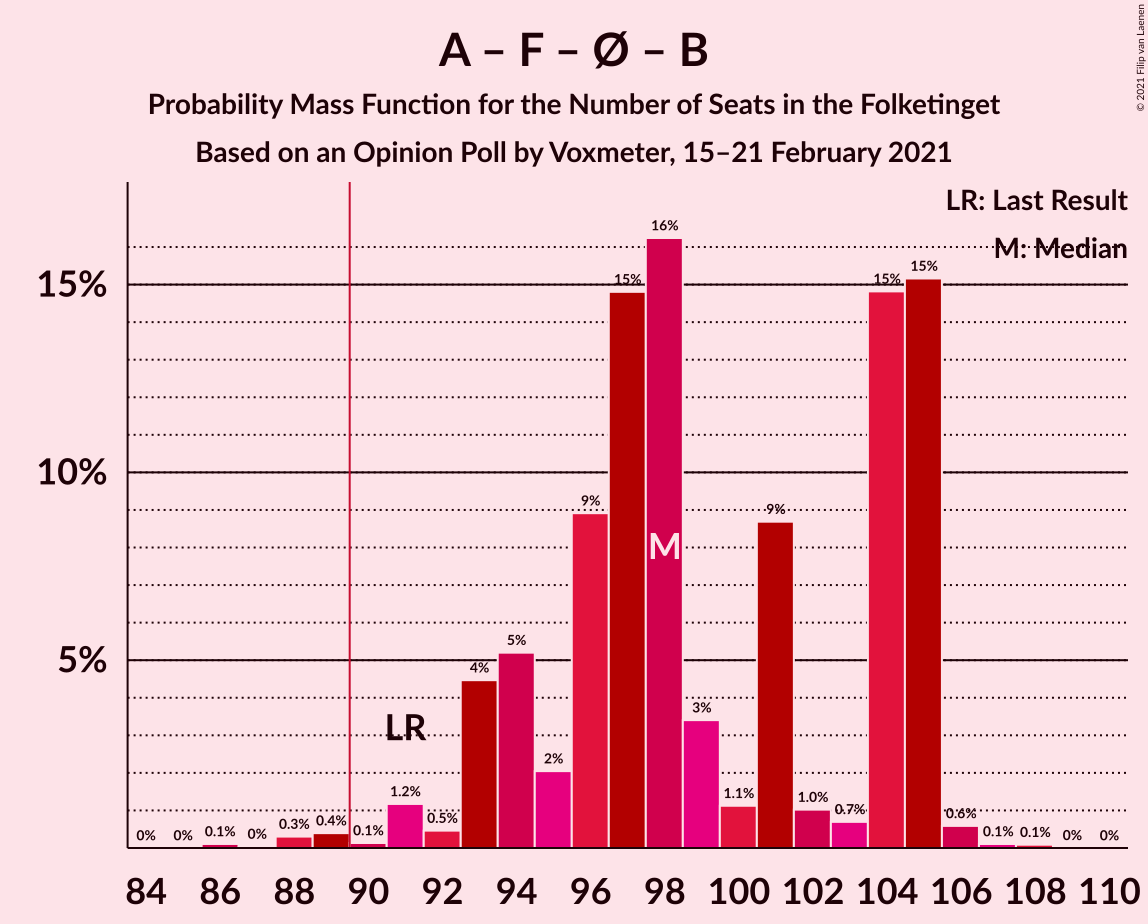 A – F – Ø – B
Probability Mass Function for the Number of Seats in the Folketinget
Based on an Opinion Poll by Voxmeter, 15–21 February 2021
© 2021 Filip van Laenen
LR: Last Result
M: Median
15%
10%
5%
0% 0% 0.1% 0% 0.3% 0.4% 0.1% 1.2% 0.5% 4% 5% 2% 9% 15% 16% 3% 1.1% 9% 1.0% 0.7% 15% 15% 0.6% 0.1% 0.1% 0% 0%
LR
M
84 86 88 90 92 94 96 98 100 102 104 106 108 110